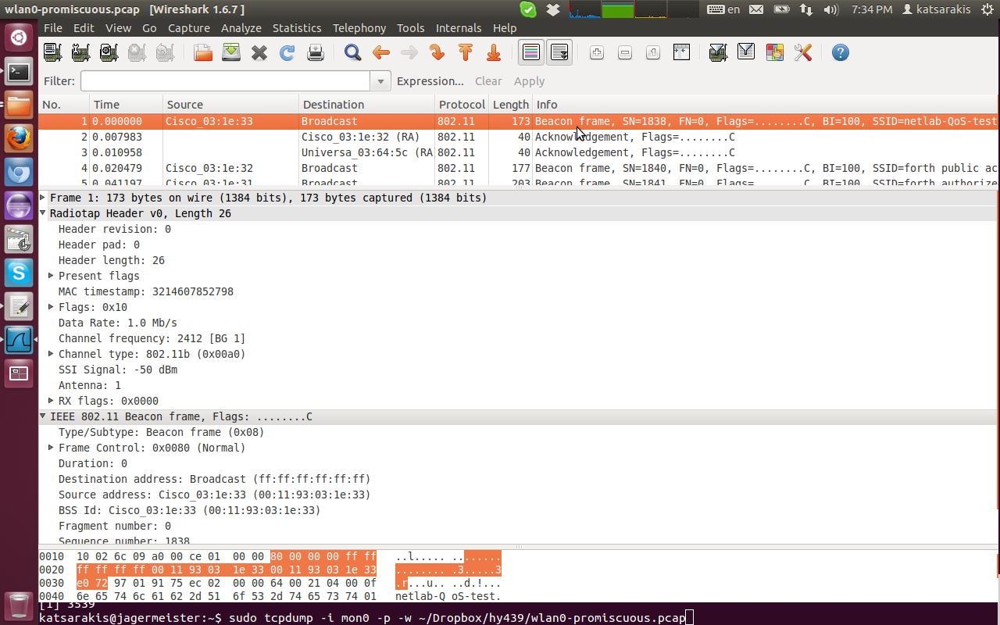 wlan0-promiscuous.pcap [Wireshark 1.6.7 ] en 7:34 PM katsarakis
File Edit View Go Capture Analyze Statistics Telephony Tools Internals Help
Filter: Expression... Clear Apply
No. Time Source Destination Protocol Length Info
1 0.000000 Cisco_03:1e:33 Broadcast 802.11 173 Beacon frame, SN=1838, FN=0, Flags=........C, BI=100, SSID=netlab-QoS-test
2 0.007983 Cisco_03:1e:32 (RA) 802.11 40 Acknowledgement, Flags=........C
3 0.010958 Universa_03:64:5c (RA 802.11 40 Acknowledgement, Flags=........C
4 0.020479 Cisco_03:1e:32 Broadcast 802.11 177 Beacon frame, SN=1840, FN=0, Flags=........C, BI=100, SSID=forth public ac
5 0.041197 Cisco_03:1e:31 Broadcast 802.11 203 Beacon frame, SN=1841, FN=0, Flags=........C, BI=100, SSID=forth authorize
Frame 1: 173 bytes on wire (1384 bits), 173 bytes captured (1384 bits)
Radiotap Header v0, Length 26
Header revision: 0
Header pad: 0
Header length: 26
Present flags
MAC timestamp: 3214607852798
Flags: 0x10
Data Rate: 1.0 Mb/s
Channel frequency: 2412 [BG 1]
Channel type: 802.11b (0x00a0)
SSI Signal: -50 dBm
Antenna: 1
RX flags: 0x0000
IEEE 802.11 Beacon frame, Flags: ........C
Type/Subtype: Beacon frame (0x08)
Frame Control: 0x0080 (Normal)
Duration: 0
Destination address: Broadcast (ff:ff:ff:ff:ff:ff)
Source address: Cisco_03:1e:33 (00:11:93:03:1e:33)
BSS Id: Cisco_03:1e:33 (00:11:93:03:1e:33)
Fragment number: 0
Sequence number: 1838
0010 10 02 6c 09 a0 00 ce 01 00 00 80 00 00 00 ff ff ..l..... ........
0020 ff ff ff ff 00 11 93 03 1e 33 00 11 93 03 1e 33 ........ .3.....3
0030 e0 72 97 01 91 75 ec 02 00 00 64 00 21 04 00 0f .r...u.. ..d.!...
0040 6e 65 74 6c 61 62 2d 51 6f 53 2d 74 65 73 74 01 netlab-Q oS-test.
[1] 3539
katsarakis@jagermeister:~$ sudo tcpdump -i mon0 -p -w ~/Dropbox/hy439/wlan0-promiscuous.pcap